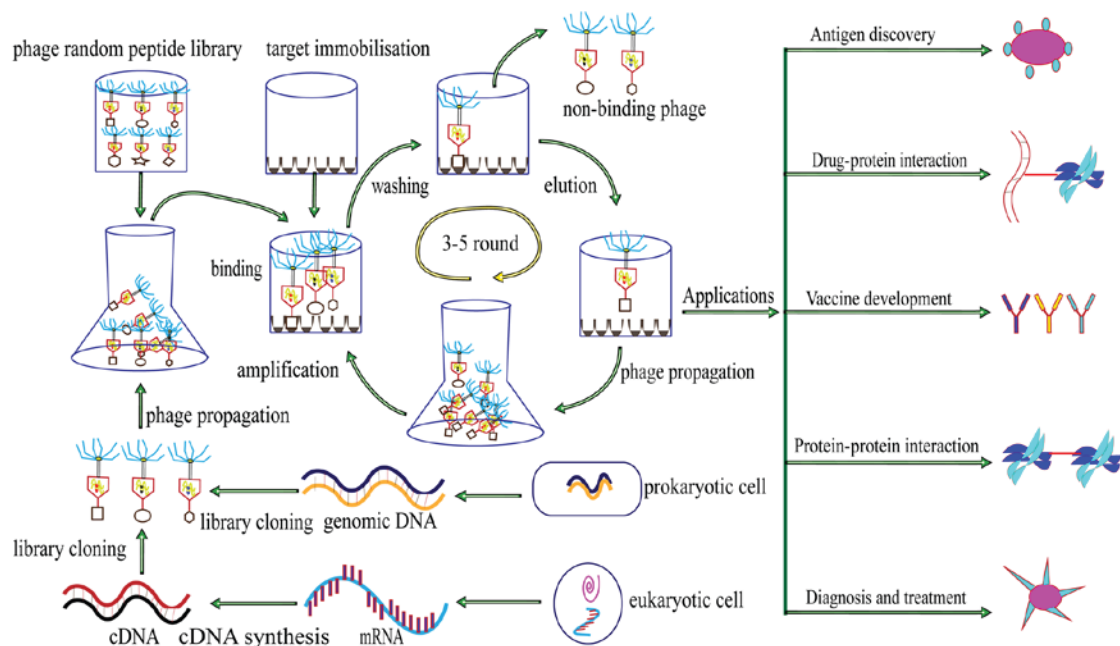 phage random peptide library
target immobilisation
non-binding phage
washing
elution
binding
3-5 round
amplification
phage propagation
Applications
phage propagation
library cloning
genomic DNA
prokaryotic cell
library cloning
cDNA
cDNA synthesis
mRNA
eukaryotic cell
Antigen discovery
Drug-protein interaction
Vaccine development
Protein-protein interaction
Diagnosis and treatment